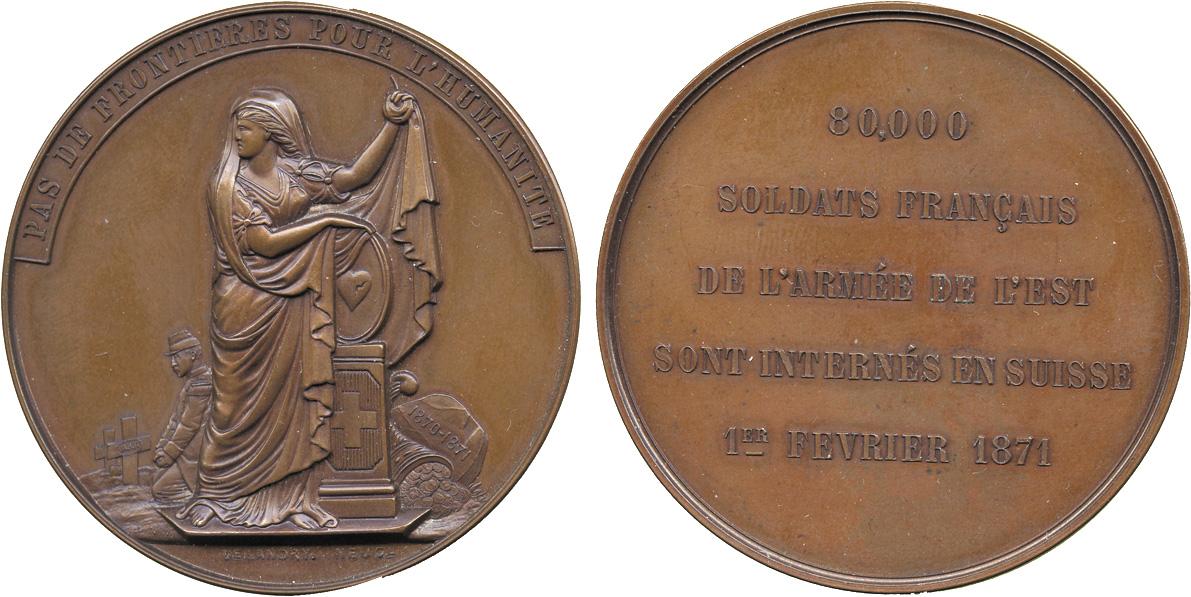 PAS DE FRONTIERES POUR L'HUMANITE
1870-1871
80,000
SOLDATS FRANÇAIS
DE L'ARMÉE DE L'EST
SONT INTERNÉS EN SUISSE
1ER FEVRIER 1871